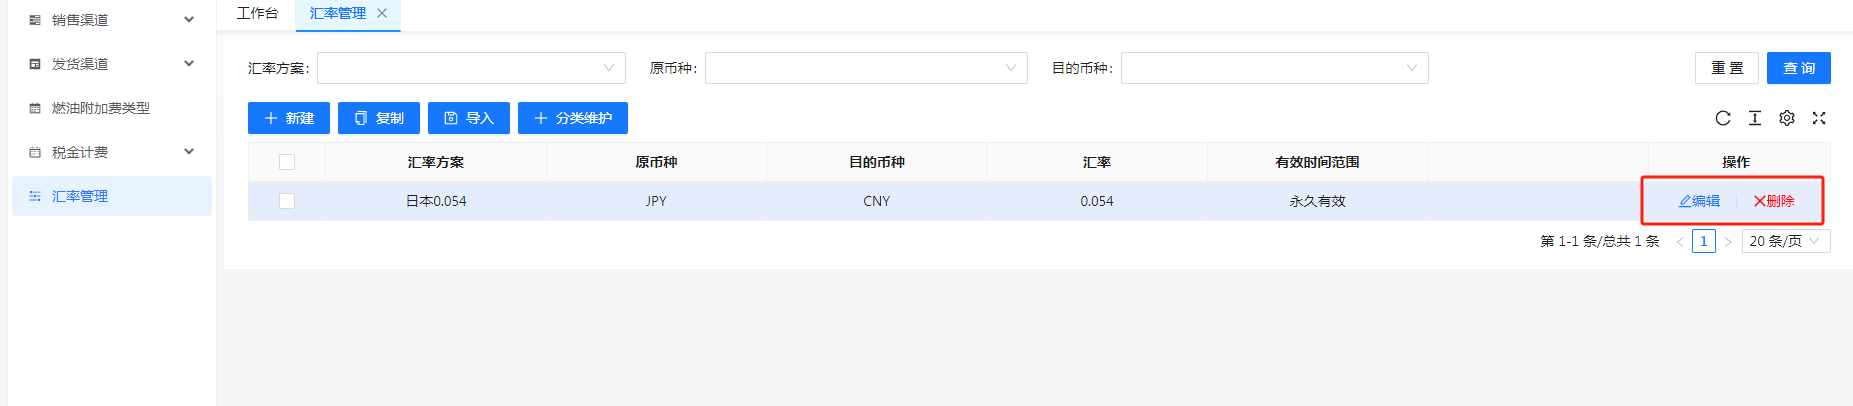 销售渠道
发货渠道
燃油附加费类型
税金计费
汇率管理
工作台 汇率管理
汇率方案: 原币种: 目的币种: 重置 查询
新建 复制 导入 分类维护
汇率方案 原币种 目的币种 汇率 有效时间范围 操作
日本0.054 JPY CNY 0.054 永久有效 编辑 删除
第 1-1 条/总共 1 条 1 20 条/页